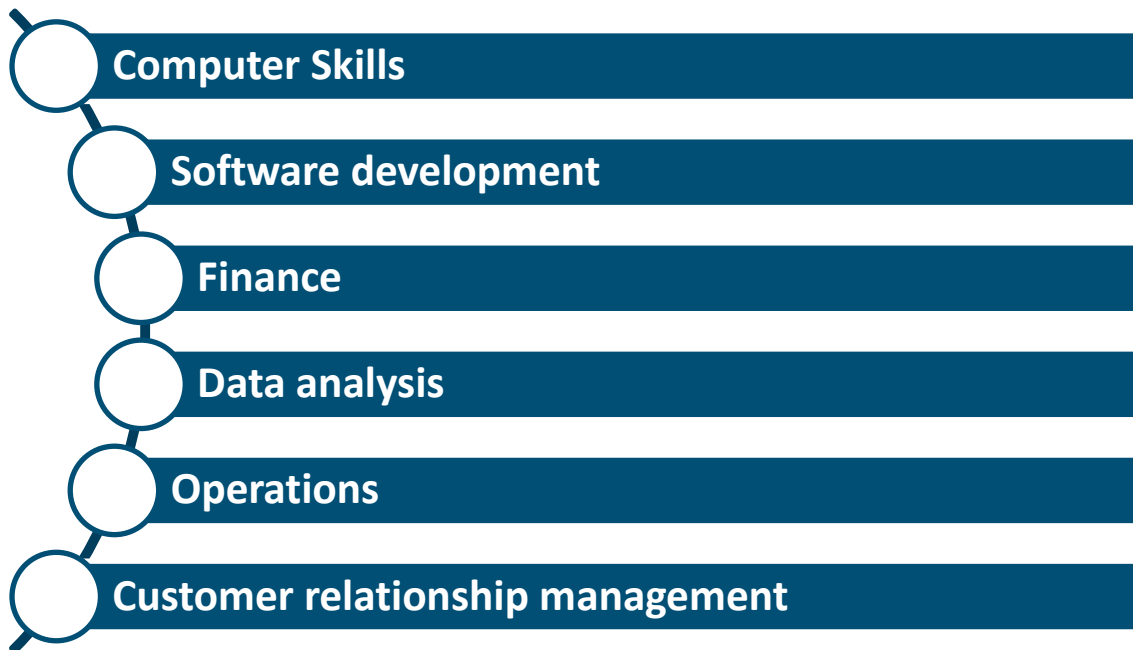 Computer Skills
Software development
Finance
Data analysis
Operations
Customer relationship management